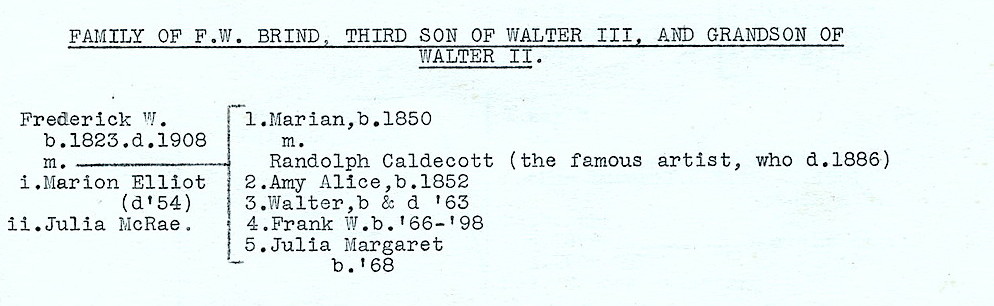 FAMILY OF F.W. BRIND, THIRD SON OF WALTER III, AND GRANDSON OF
WALTER II.
Frederick W.
b.1823.d.1908
m.
i.Marion Elliot
(d'54)
ii.Julia McRae.
1.Marian,b.1850
m.
Randolph Caldecott (the famous artist, who d.1886)
2.Amy Alice,b.1852
3.Walter,b & d '63
4.Frank W.b.'66-'98
5.Julia Margaret
b.'68